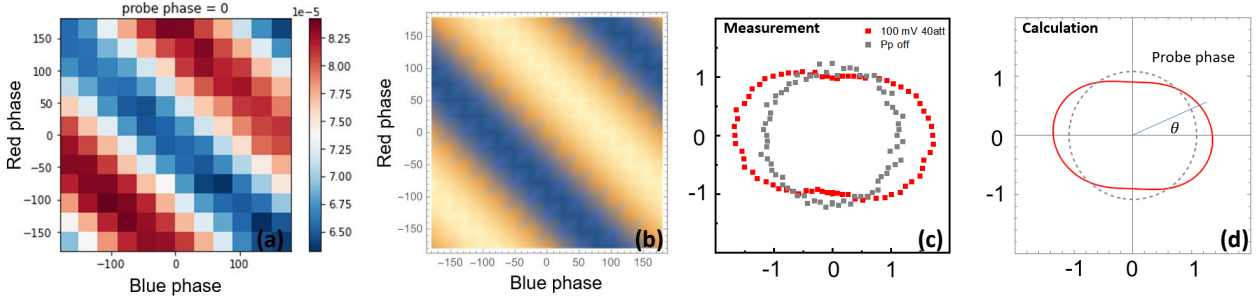 probe phase = 0
1e−5
Red phase
150
100
50
0
−50
−100
−150
−100
0
100
Blue phase
8.25
8.00
7.75
7.50
7.25
7.00
6.75
6.50
(a)
Red phase
150
100
50
0
-50
-100
-150
-150
-100
-50
0
50
100
150
Blue phase
(b)
Measurement
100 mV 40att
Pp off
1
0
-1
-1
0
1
(c)
Calculation
Probe phase
θ
1
0
-1
-1
0
1
(d)